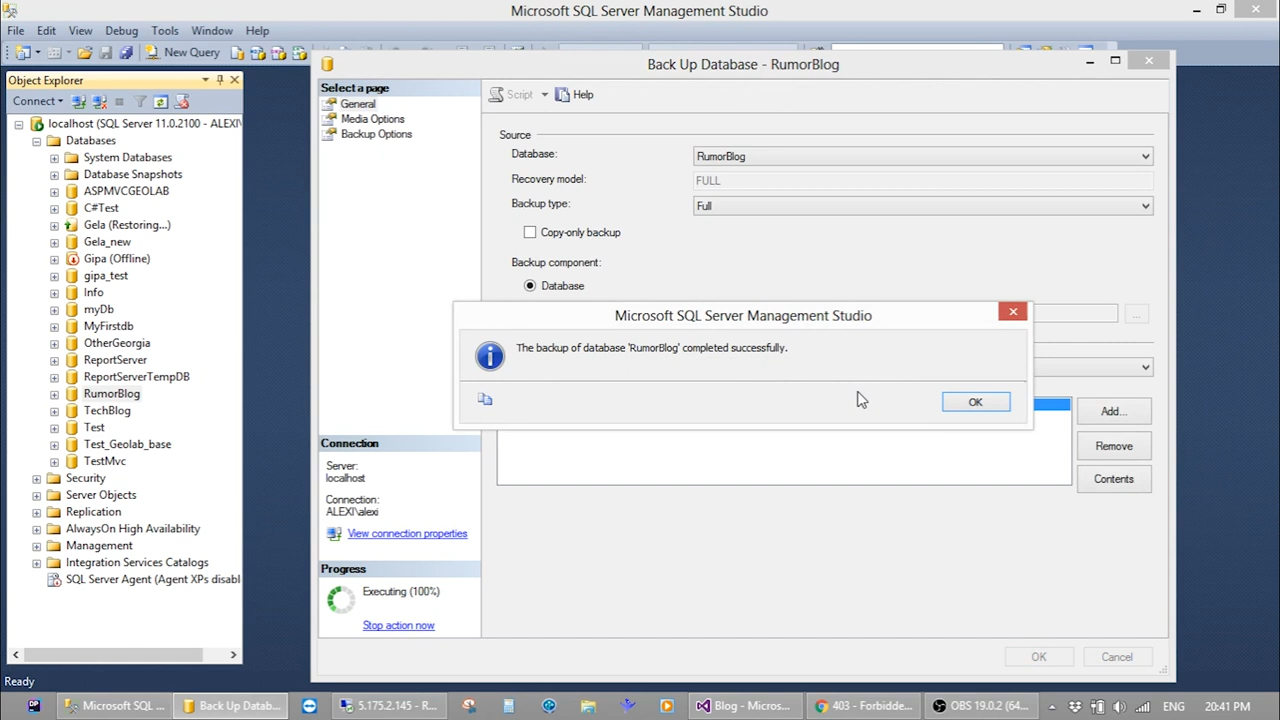 Microsoft SQL Server Management Studio
File Edit View Debug Tools Window Help
New Query
Object Explorer
Connect
localhost (SQL Server 11.0.2100 - ALEXI\
Databases
System Databases
Database Snapshots
ASPMVCGEOLAB
C#Test
Gela (Restoring...)
Gela_new
Gipa (Offline)
gipa_test
Info
myDb
MyFirstdb
OtherGeorgia
ReportServer
ReportServerTempDB
RumorBlog
TechBlog
Test
Test_Geolab_base
TestMvc
Security
Server Objects
Replication
AlwaysOn High Availability
Management
Integration Services Catalogs
SQL Server Agent (Agent XPs disabl
Back Up Database - RumorBlog
Select a page
General
Media Options
Backup Options
Script Help
Source
Database: RumorBlog
Recovery model: FULL
Backup type: Full
Copy-only backup
Backup component:
Database
...
Microsoft SQL Server Management Studio
The backup of database 'RumorBlog' completed successfully.
OK
Add...
Remove
Contents
Connection
Server:
localhost
Connection:
ALEXI\alexi
View connection properties
Progress
Executing (100%)
Stop action now
OK Cancel
Ready
Microsoft SQL ... Back Up Datab... 5.175.2.145 - R... Blog - Micros... 403 - Forbidde... OBS 19.0.2 (64... ENG 20:41 PM